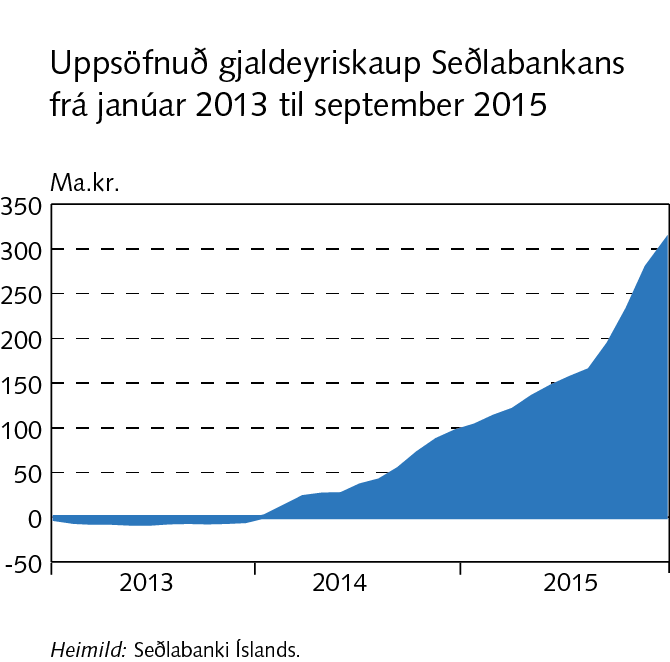 Uppsöfnuð gjaldeyriskaup Seðlabankans
frá janúar 2013 til september 2015
Ma.kr.
350
300
250
200
150
100
50
0
-50
2013 2014 2015
Heimild: Seðlabanki Íslands.